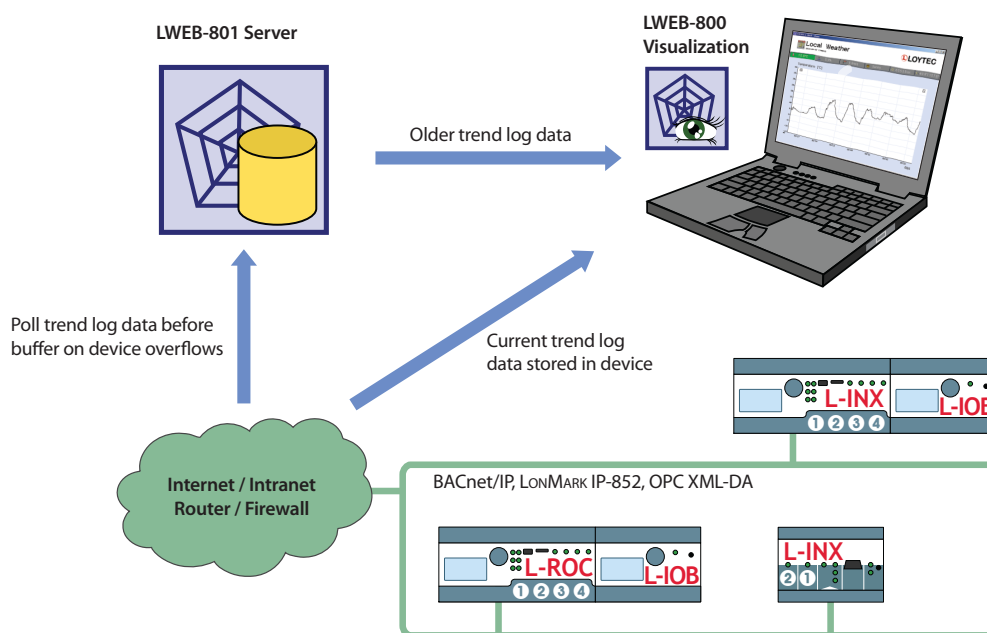 LWEB-801 Server
LWEB-800
Visualization
Local Weather
LOYTEC
Older trend log data
Poll trend log data before
buffer on device overflows
Current trend log
data stored in device
L-INX
L-IOB
1 2 3 4
Internet / Intranet
Router / Firewall
BACnet/IP, LONMARK IP-852, OPC XML-DA
L-ROC
L-IOB
1 2 3 4
L-INX
2 1